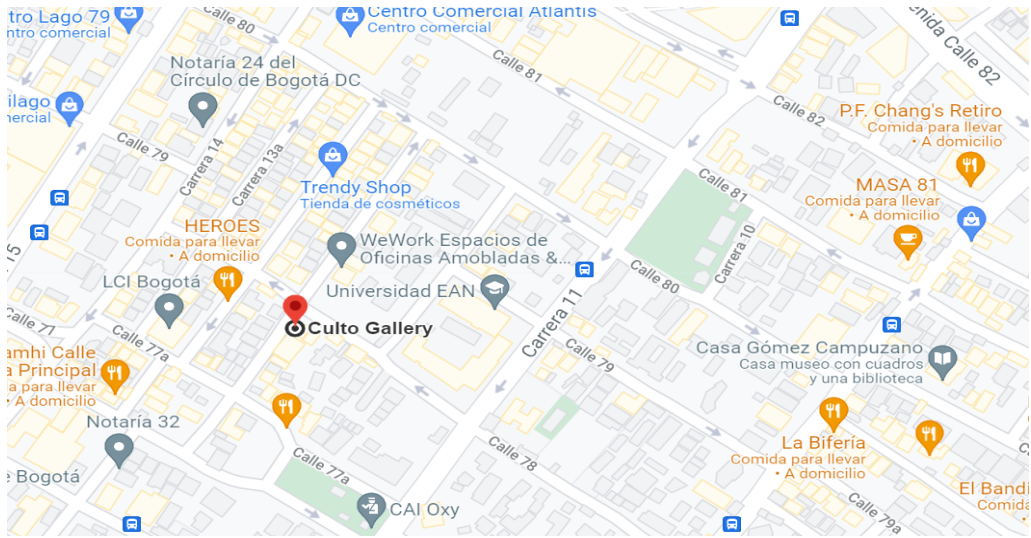 Calle 80
Centro Comercial Atlantis
Centro comercial
tro Lago 79
ntro comercial
enida Calle 82
Notaría 24 del
Círculo de Bogotá DC
Calle 81
ilago
mercial
Calle 82
P.F. Chang's Retiro
Comida para llevar
• A domicilio
Calle 79
Carrera 14
Carrera 13a
Trendy Shop
Tienda de cosméticos
Calle 81
MASA 81
Comida para llevar
• A domicilio
HEROES
Comida para llevar
• A domicilio
WeWork Espacios de
Oficinas Amobladas &...
Carrera 10
LCI Bogotá
Universidad EAN
Calle 80
Carrera 11
Culto Gallery
Calle 77a
Calle 79
Casa Gómez Campuzano
Casa museo con cuadros
y una biblioteca
amhi Calle
a Principal
a para llevar
• A domicilio
Notaría 32
La Bifería
Comida para llevar
• A domicilio
Calle 77a
Calle 78
e Bogotá
CAI Oxy
Calle 79a
El Bandi
Comida